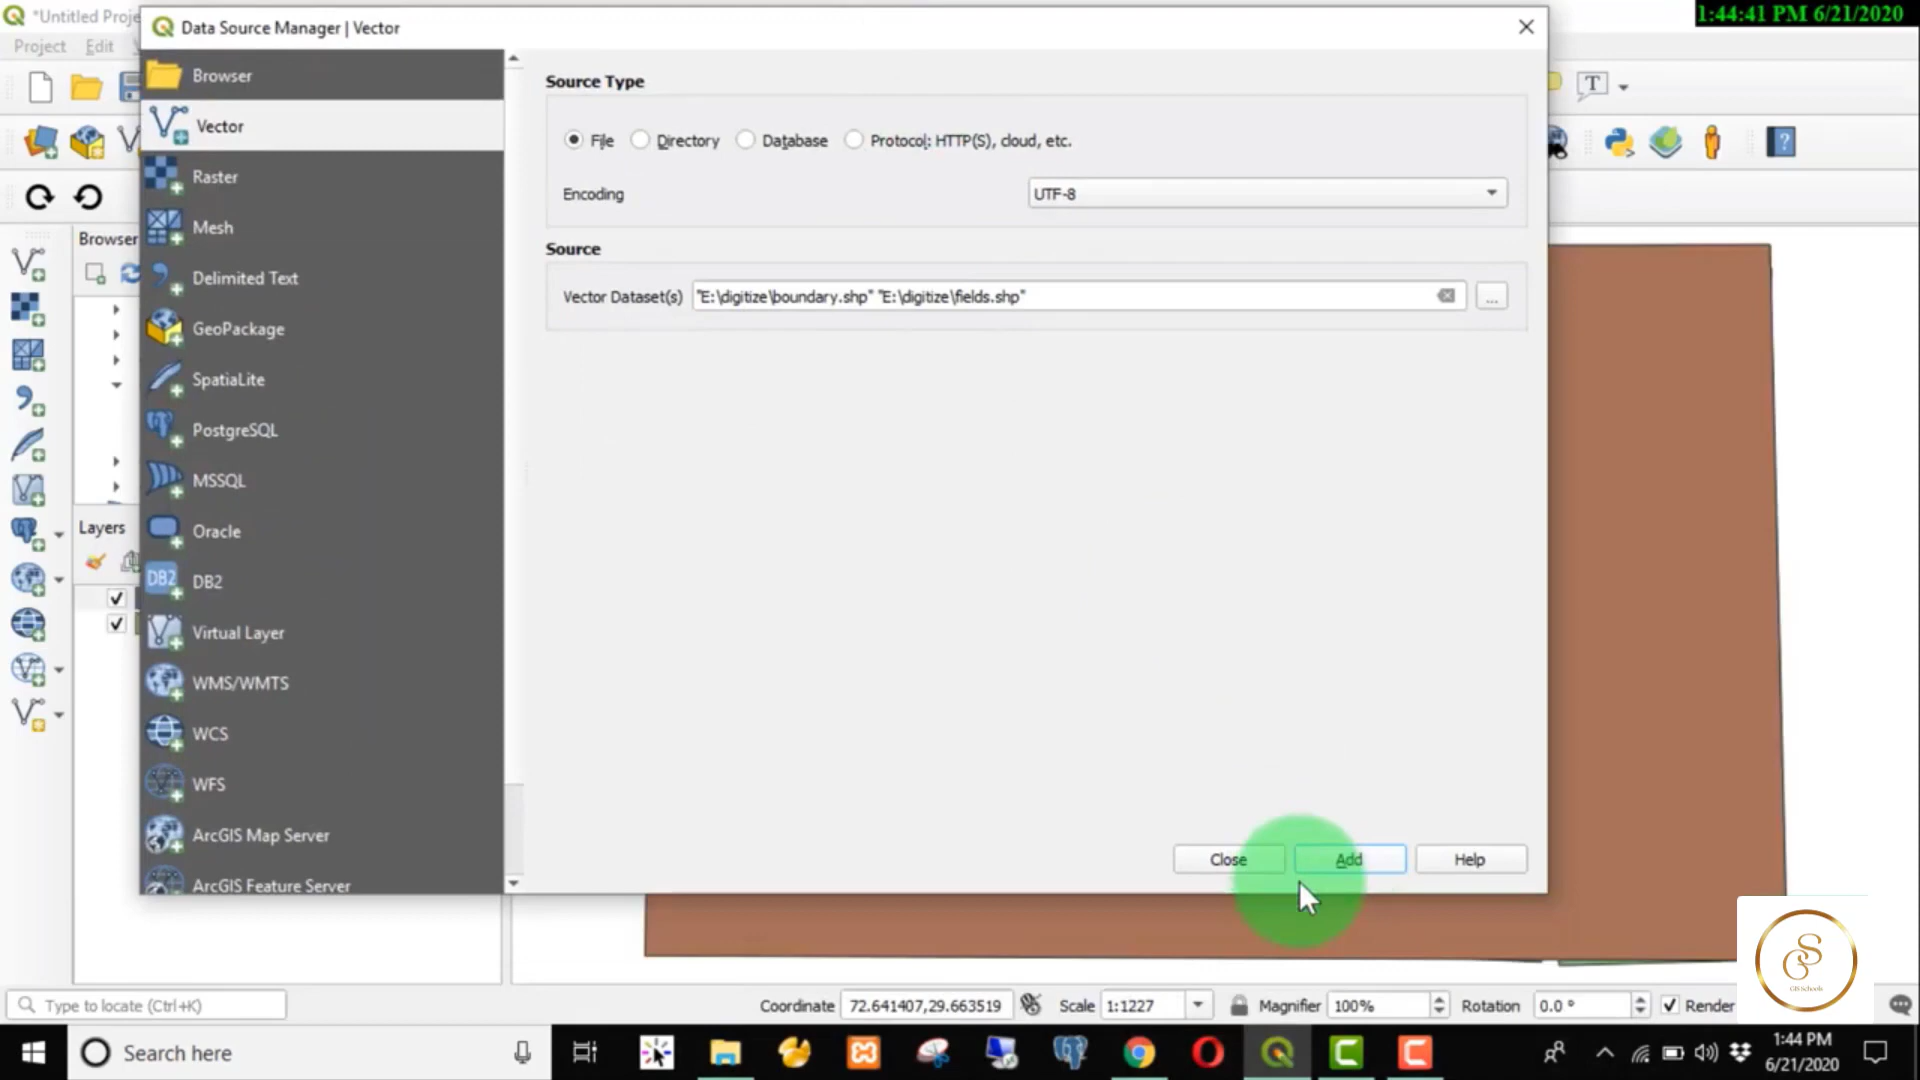 *Untitled Proje
Data Source Manager | Vector
1:44:41 PM 6/21/2020
Project Edit
Browser
Vector
Raster
Mesh
Delimited Text
GeoPackage
SpatiaLite
PostgreSQL
MSSQL
Oracle
DB2
DB2
Virtual Layer
WMS/WMTS
WCS
WFS
ArcGIS Map Server
ArcGIS Feature Server
Source Type
File Directory Database Protocol: HTTP(S), cloud, etc.
Encoding UTF-8
Source
Vector Dataset(s) "E:\digitize\boundary.shp" "E:\digitize\fields.shp" ...
Close Add Help
T
?
Browser
Layers
GIS Schools
Type to locate (Ctrl+K)
Coordinate 72.641407,29.663519 Scale 1:1227 Magnifier 100% Rotation 0.0 ° Render
Search here
1:44 PM
6/21/2020